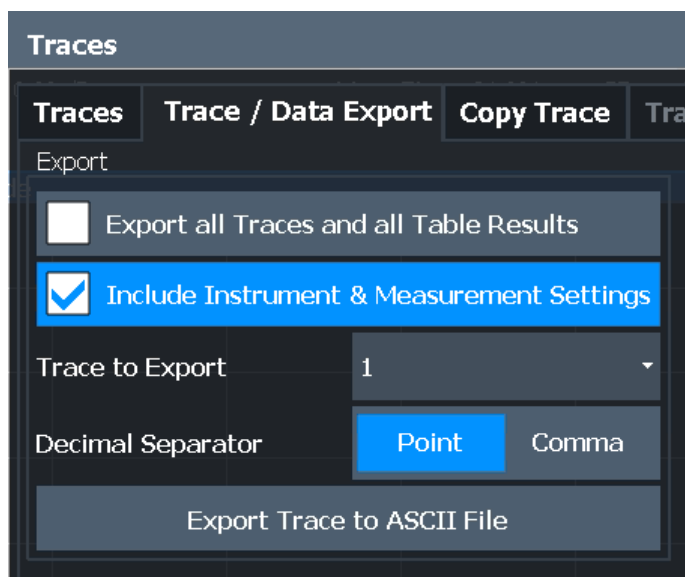 Traces
Traces Trace / Data Export Copy Trace Tra
Export
Export all Traces and all Table Results
Include Instrument & Measurement Settings
Trace to Export 1
Decimal Separator Point Comma
Export Trace to ASCII File